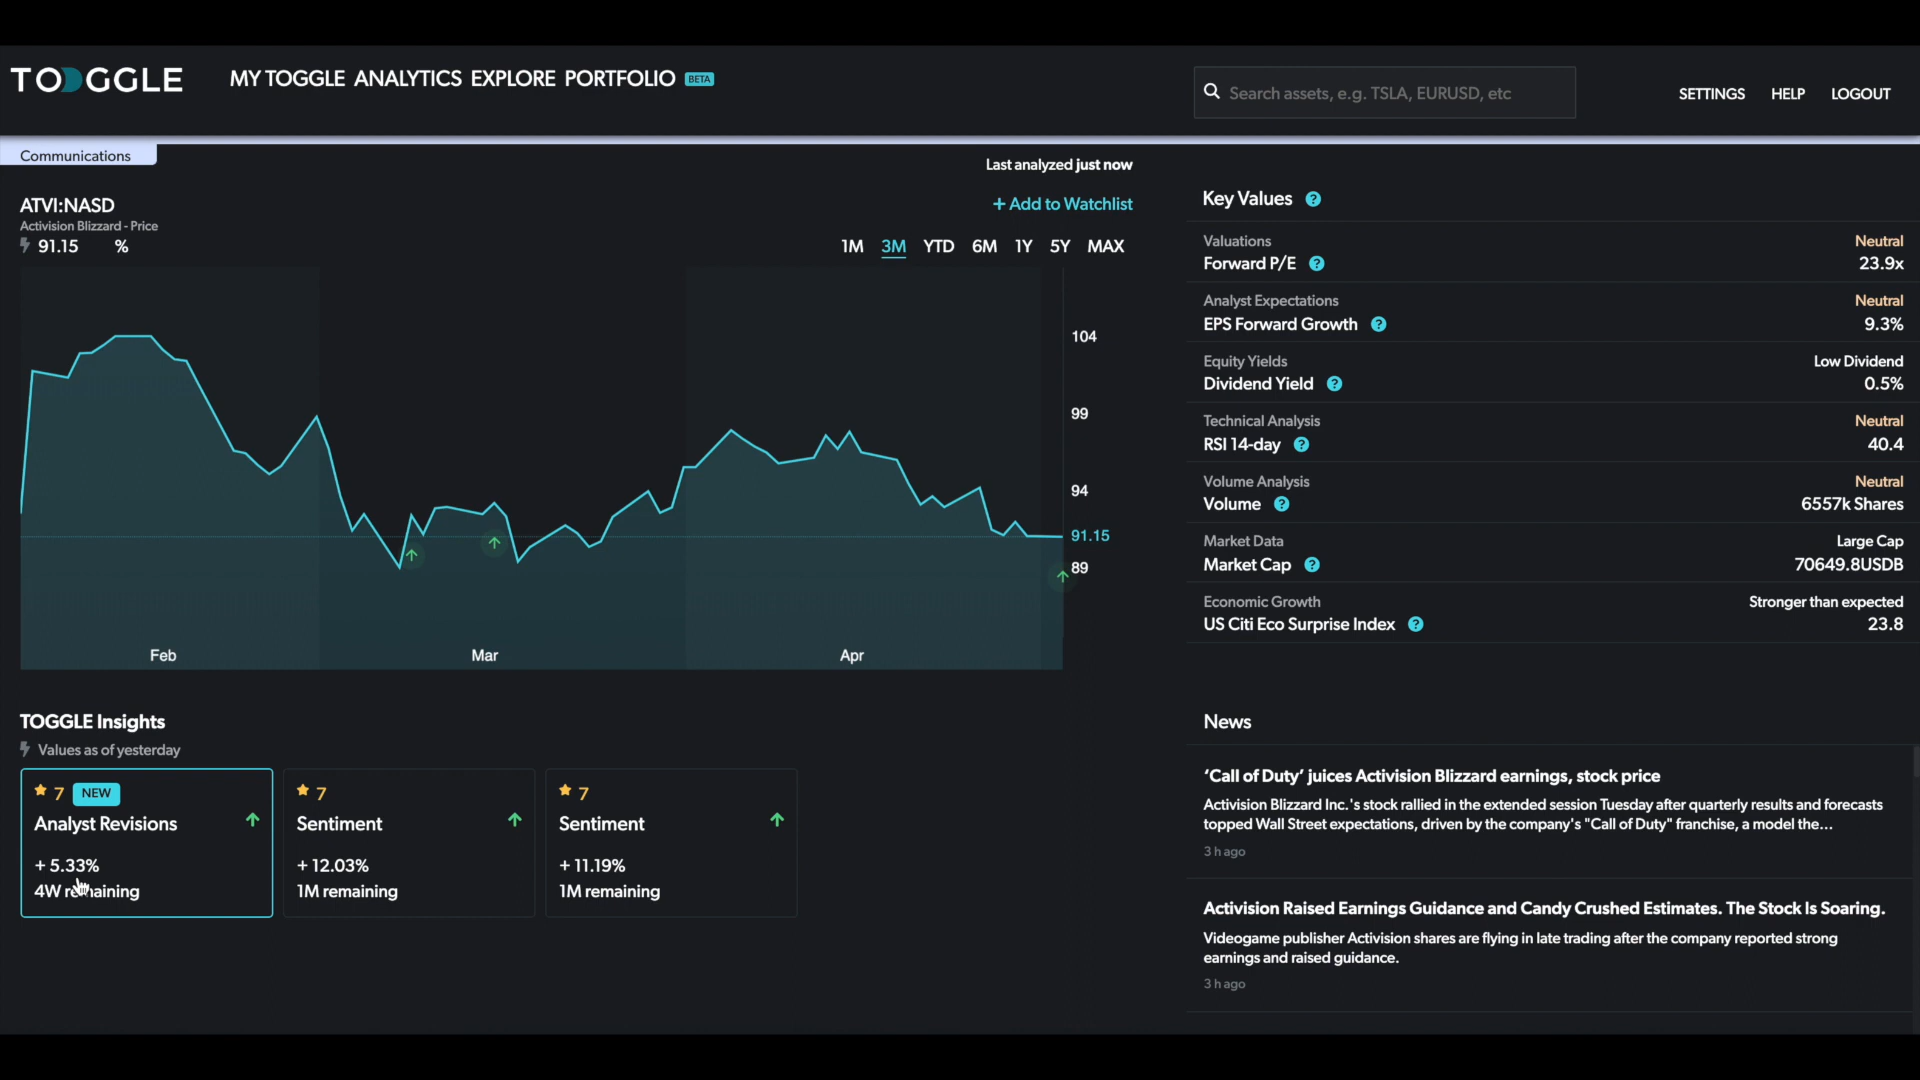 TOGGLE
MY TOGGLE ANALYTICS EXPLORE PORTFOLIO BETA
Search assets, e.g. TSLA, EURUSD, etc
SETTINGS HELP LOGOUT
Communications
Last analyzed just now
ATVI:NASD
+ Add to Watchlist
Activision Blizzard - Price
91.15 %
1M 3M YTD 6M 1Y 5Y MAX
104
99
94
91.15
89
Feb Mar Apr
Key Values ?
Valuations Neutral
Forward P/E ? 23.9x
Analyst Expectations Neutral
EPS Forward Growth ? 9.3%
Equity Yields Low Dividend
Dividend Yield ? 0.5%
Technical Analysis Neutral
RSI 14-day ? 40.4
Volume Analysis Neutral
Volume ? 6557k Shares
Market Data Large Cap
Market Cap ? 70649.8USDB
Economic Growth Stronger than expected
US Citi Eco Surprise Index ? 23.8
TOGGLE Insights
Values as of yesterday
7 NEW
Analyst Revisions
+ 5.33%
4W remaining
7
Sentiment
+ 12.03%
1M remaining
7
Sentiment
+ 11.19%
1M remaining
News
‘Call of Duty’ juices Activision Blizzard earnings, stock price
Activision Blizzard Inc.'s stock rallied in the extended session Tuesday after quarterly results and forecasts
topped Wall Street expectations, driven by the company's "Call of Duty" franchise, a model the...
3 h ago
Activision Raised Earnings Guidance and Candy Crushed Estimates. The Stock Is Soaring.
Videogame publisher Activision shares are flying in late trading after the company reported strong
earnings and raised guidance.
3 h ago